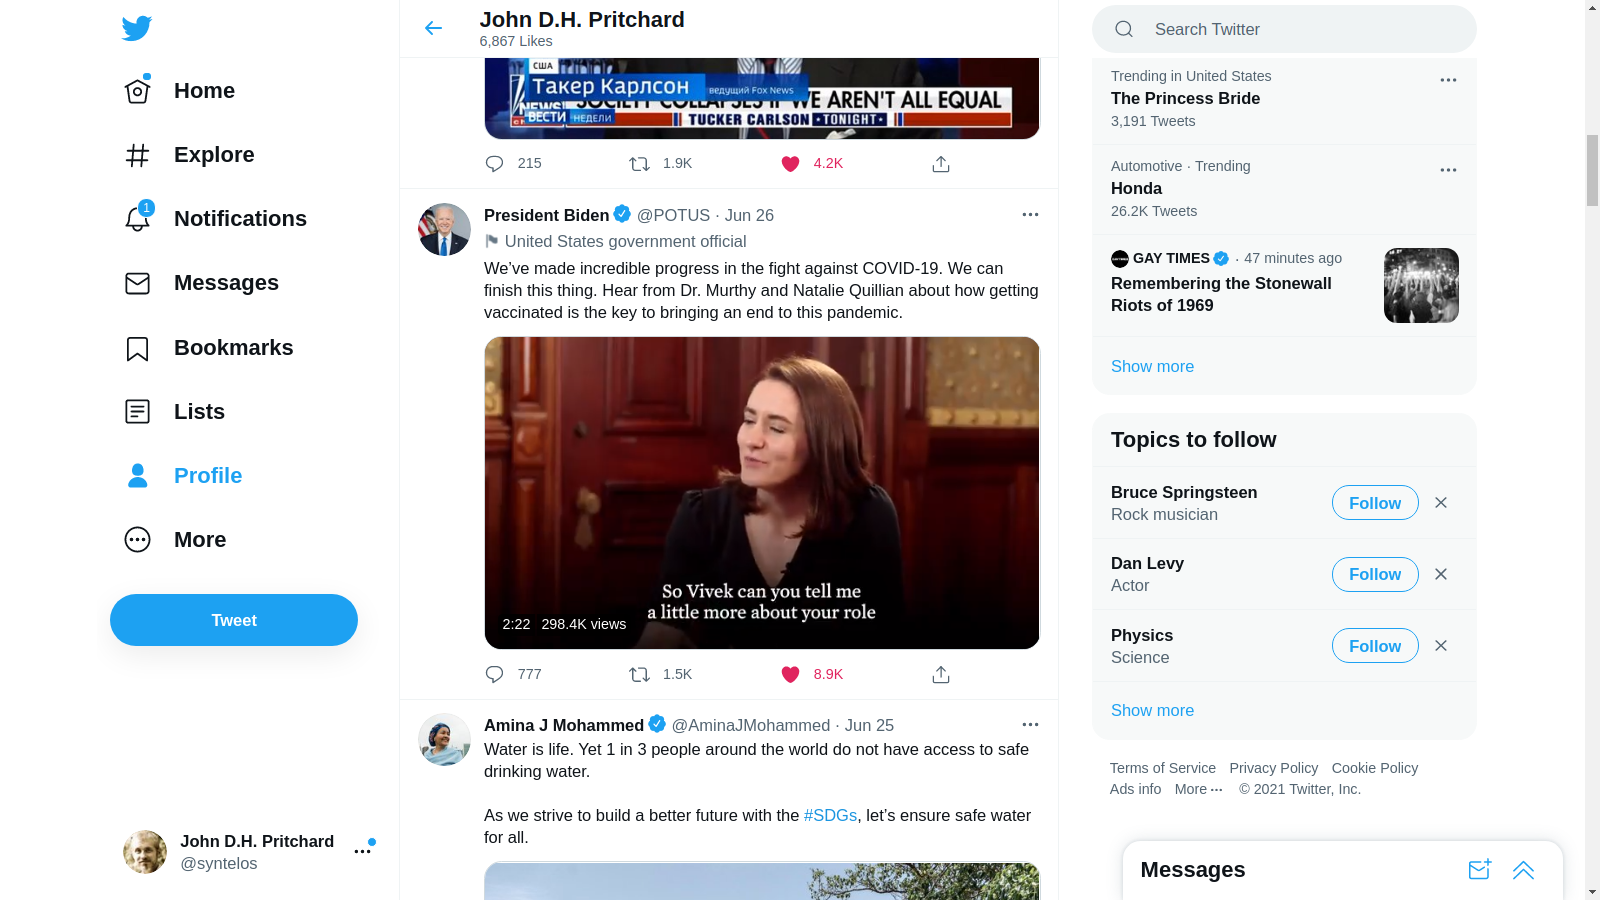 Home
Explore
1
Notifications
Messages
Bookmarks
Lists
Profile
More
Tweet
John D.H. Pritchard
@syntelos
John D.H. Pritchard
6,867 Likes
США
Такер Карлсон ведущий Fox News
NEWS SOCIETY COLLAPSES IF WE AREN'T ALL EQUAL
ВЕСТИ НЕДЕЛИ TUCKER CARLSON TONIGHT
215 1.9K 4.2K
President Biden @POTUS · Jun 26
United States government official
We’ve made incredible progress in the fight against COVID-19. We can
finish this thing. Hear from Dr. Murthy and Natalie Quillian about how getting
vaccinated is the key to bringing an end to this pandemic.
So Vivek can you tell me
a little more about your role
2:22 298.4K views
777 1.5K 8.9K
Amina J Mohammed @AminaJMohammed · Jun 25
Water is life. Yet 1 in 3 people around the world do not have access to safe
drinking water.
As we strive to build a better future with the #SDGs, let’s ensure safe water
for all.
Search Twitter
Trending in United States
The Princess Bride
3,191 Tweets
Automotive · Trending
Honda
26.2K Tweets
GAY TIMES · 47 minutes ago
Remembering the Stonewall
Riots of 1969
Show more
Topics to follow
Bruce Springsteen
Rock musician
Follow
Dan Levy
Actor
Follow
Physics
Science
Follow
Show more
Terms of Service Privacy Policy Cookie Policy
Ads info More ··· © 2021 Twitter, Inc.
Messages